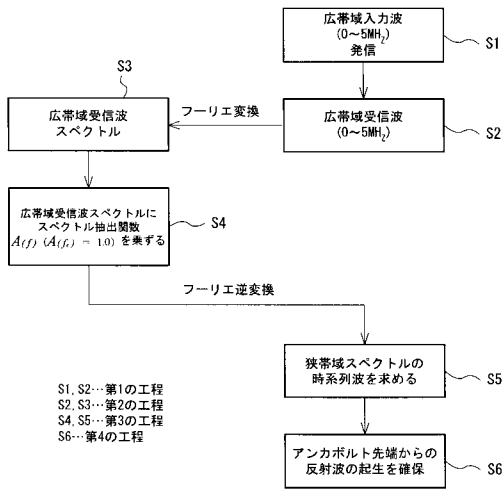 広帯域入力波
(0～5MH₂)
発信
S1
広帯域受信波
(0～5MH₂)
S2
フーリエ変換
S3
広帯域受信波
スペクトル
広帯域受信波スペクトルに
スペクトル抽出関数
A(f) (A(f₀) = 1.0) を乗ずる
S4
フーリエ逆変換
狭帯域スペクトルの
時系列波を求める
S5
アンカボルト先端からの
反射波の起生を確保
S6
S1, S2…第1の工程
S2, S3…第2の工程
S4, S5…第3の工程
S6…第4の工程